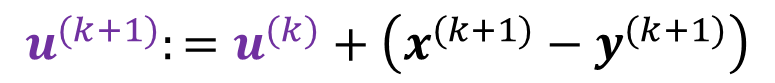 u^(k+1) := u^(k) + (x^(k+1) − y^(k+1))